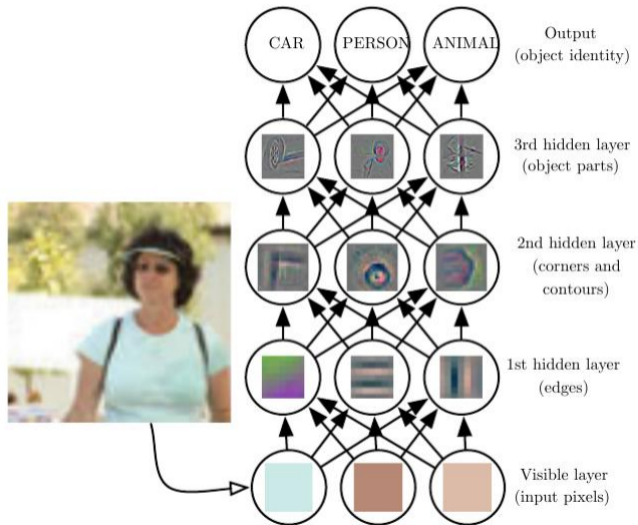 CAR PERSON ANIMAL
Output
(object identity)
3rd hidden layer
(object parts)
2nd hidden layer
(corners and
contours)
1st hidden layer
(edges)
Visible layer
(input pixels)